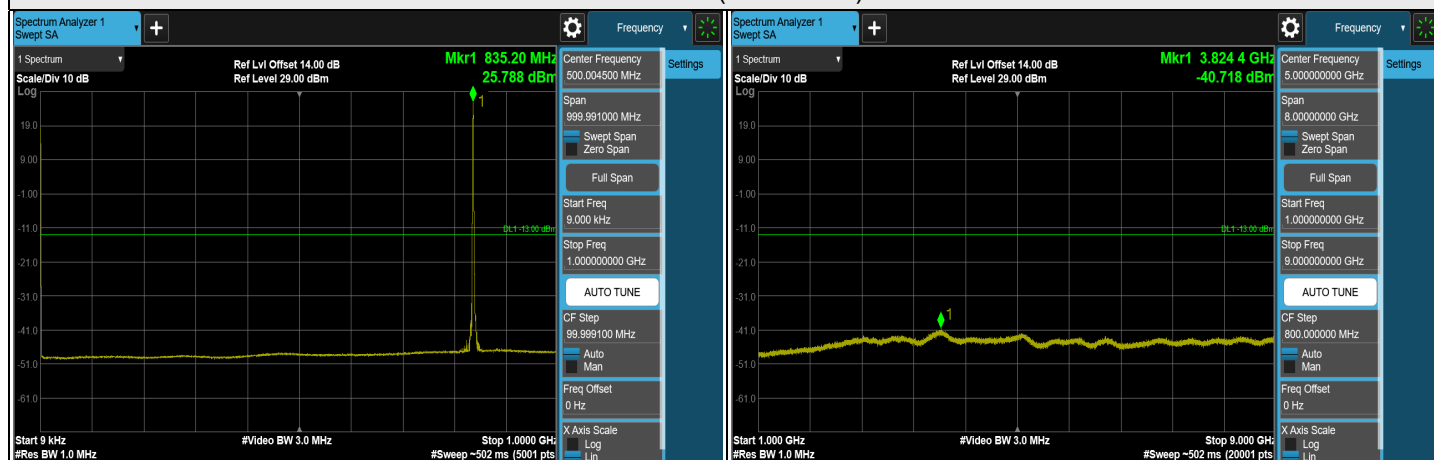 Spectrum Analyzer 1
Swept SA
+
Frequency
1 Spectrum
Scale/Div 10 dB
Ref Lvl Offset 14.00 dB
Ref Level 29.00 dBm
Mkr1 835.20 MHz
25.788 dBm
Log
1
19.0
9.00
-1.00
-11.0
DL1 -13.00 dBm
-21.0
-31.0
-41.0
-51.0
-61.0
Start 9 kHz
#Res BW 1.0 MHz
#Video BW 3.0 MHz
Stop 1.0000 GHz
#Sweep ~502 ms (5001 pts
Center Frequency
500.004500 MHz
Settings
Span
999.991000 MHz
Swept Span
Zero Span
Full Span
Start Freq
9.000 kHz
Stop Freq
1.000000000 GHz
AUTO TUNE
CF Step
99.999100 MHz
Auto
Man
Freq Offset
0 Hz
X Axis Scale
Log
Lin
Spectrum Analyzer 1
Swept SA
+
Frequency
1 Spectrum
Scale/Div 10 dB
Ref Lvl Offset 14.00 dB
Ref Level 29.00 dBm
Mkr1 3.824 4 GHz
-40.718 dBm
Log
19.0
9.00
-1.00
-11.0
DL1 -13.00 dBm
-21.0
-31.0
1
-41.0
-51.0
-61.0
Start 1.000 GHz
#Res BW 1.0 MHz
#Video BW 3.0 MHz
Stop 9.000 GHz
#Sweep ~502 ms (20001 pts
Center Frequency
5.000000000 GHz
Settings
Span
8.00000000 GHz
Swept Span
Zero Span
Full Span
Start Freq
1.000000000 GHz
Stop Freq
9.000000000 GHz
AUTO TUNE
CF Step
800.000000 MHz
Auto
Man
Freq Offset
0 Hz
X Axis Scale
Log
Lin